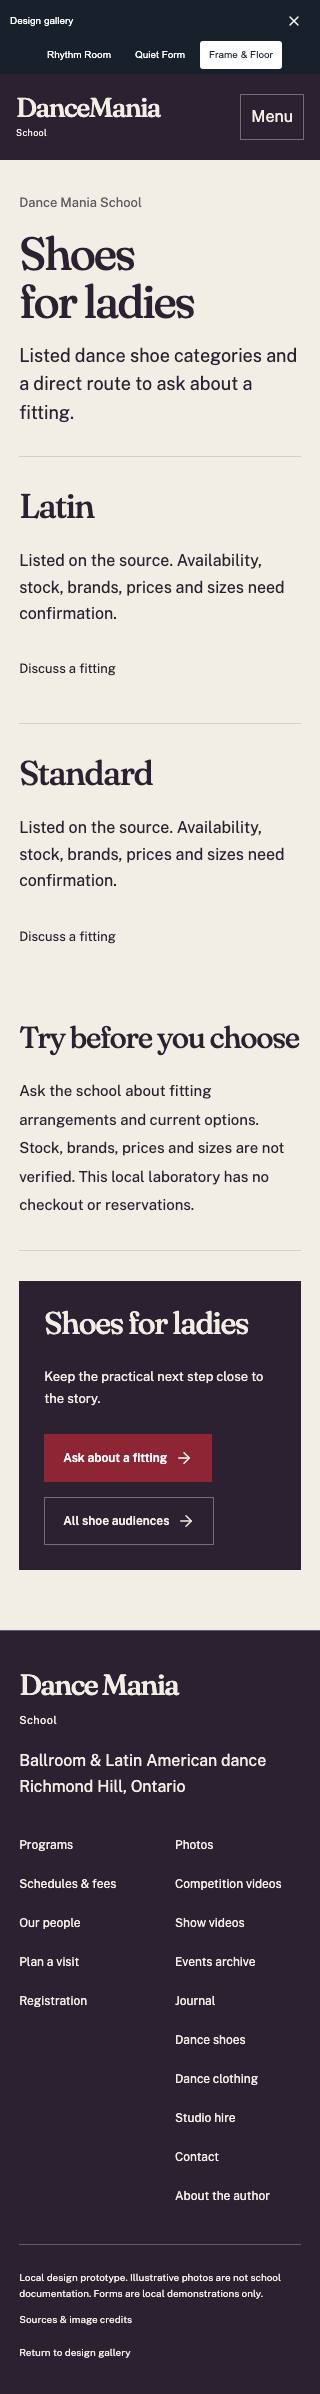 Design gallery
Rhythm Room
Quiet Form
Frame & Floor
DanceMania
School
Menu
Dance Mania School
Shoes
for ladies
Listed dance shoe categories and
a direct route to ask about a
fitting.
Latin
Listed on the source. Availability,
stock, brands, prices and sizes need
confirmation.
Discuss a fitting
Standard
Listed on the source. Availability,
stock, brands, prices and sizes need
confirmation.
Discuss a fitting
Try before you choose
Ask the school about fitting
arrangements and current options.
Stock, brands, prices and sizes are not
verified. This local laboratory has no
checkout or reservations.
Shoes for ladies
Keep the practical next step close to
the story.
Ask about a fitting
All shoe audiences
Dance Mania
School
Ballroom & Latin American dance
Richmond Hill, Ontario
Programs
Schedules & fees
Our people
Plan a visit
Registration
Photos
Competition videos
Show videos
Events archive
Journal
Dance shoes
Dance clothing
Studio hire
Contact
About the author
Local design prototype. Illustrative photos are not school
documentation. Forms are local demonstrations only.
Sources & image credits
Return to design gallery